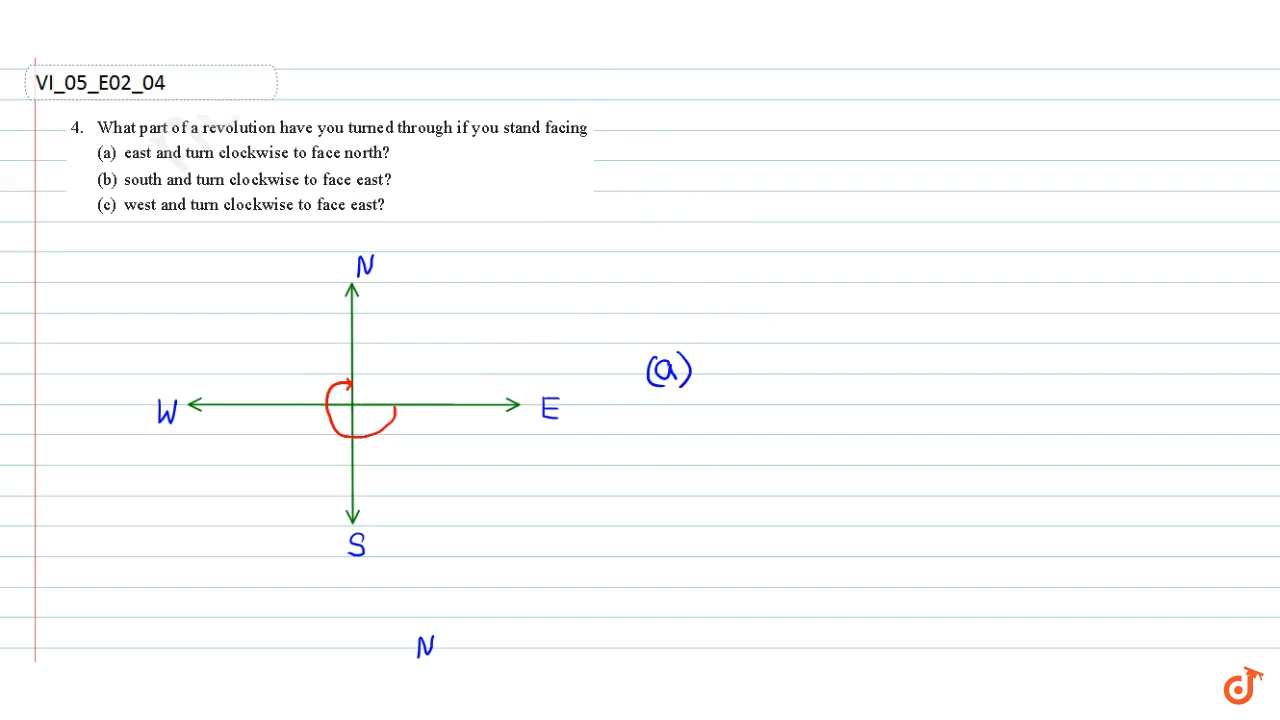 VI_05_E02_04
4. What part of a revolution have you turned through if you stand facing
(a) east and turn clockwise to face north?
(b) south and turn clockwise to face east?
(c) west and turn clockwise to face east?
N
(a)
W
E
S
N